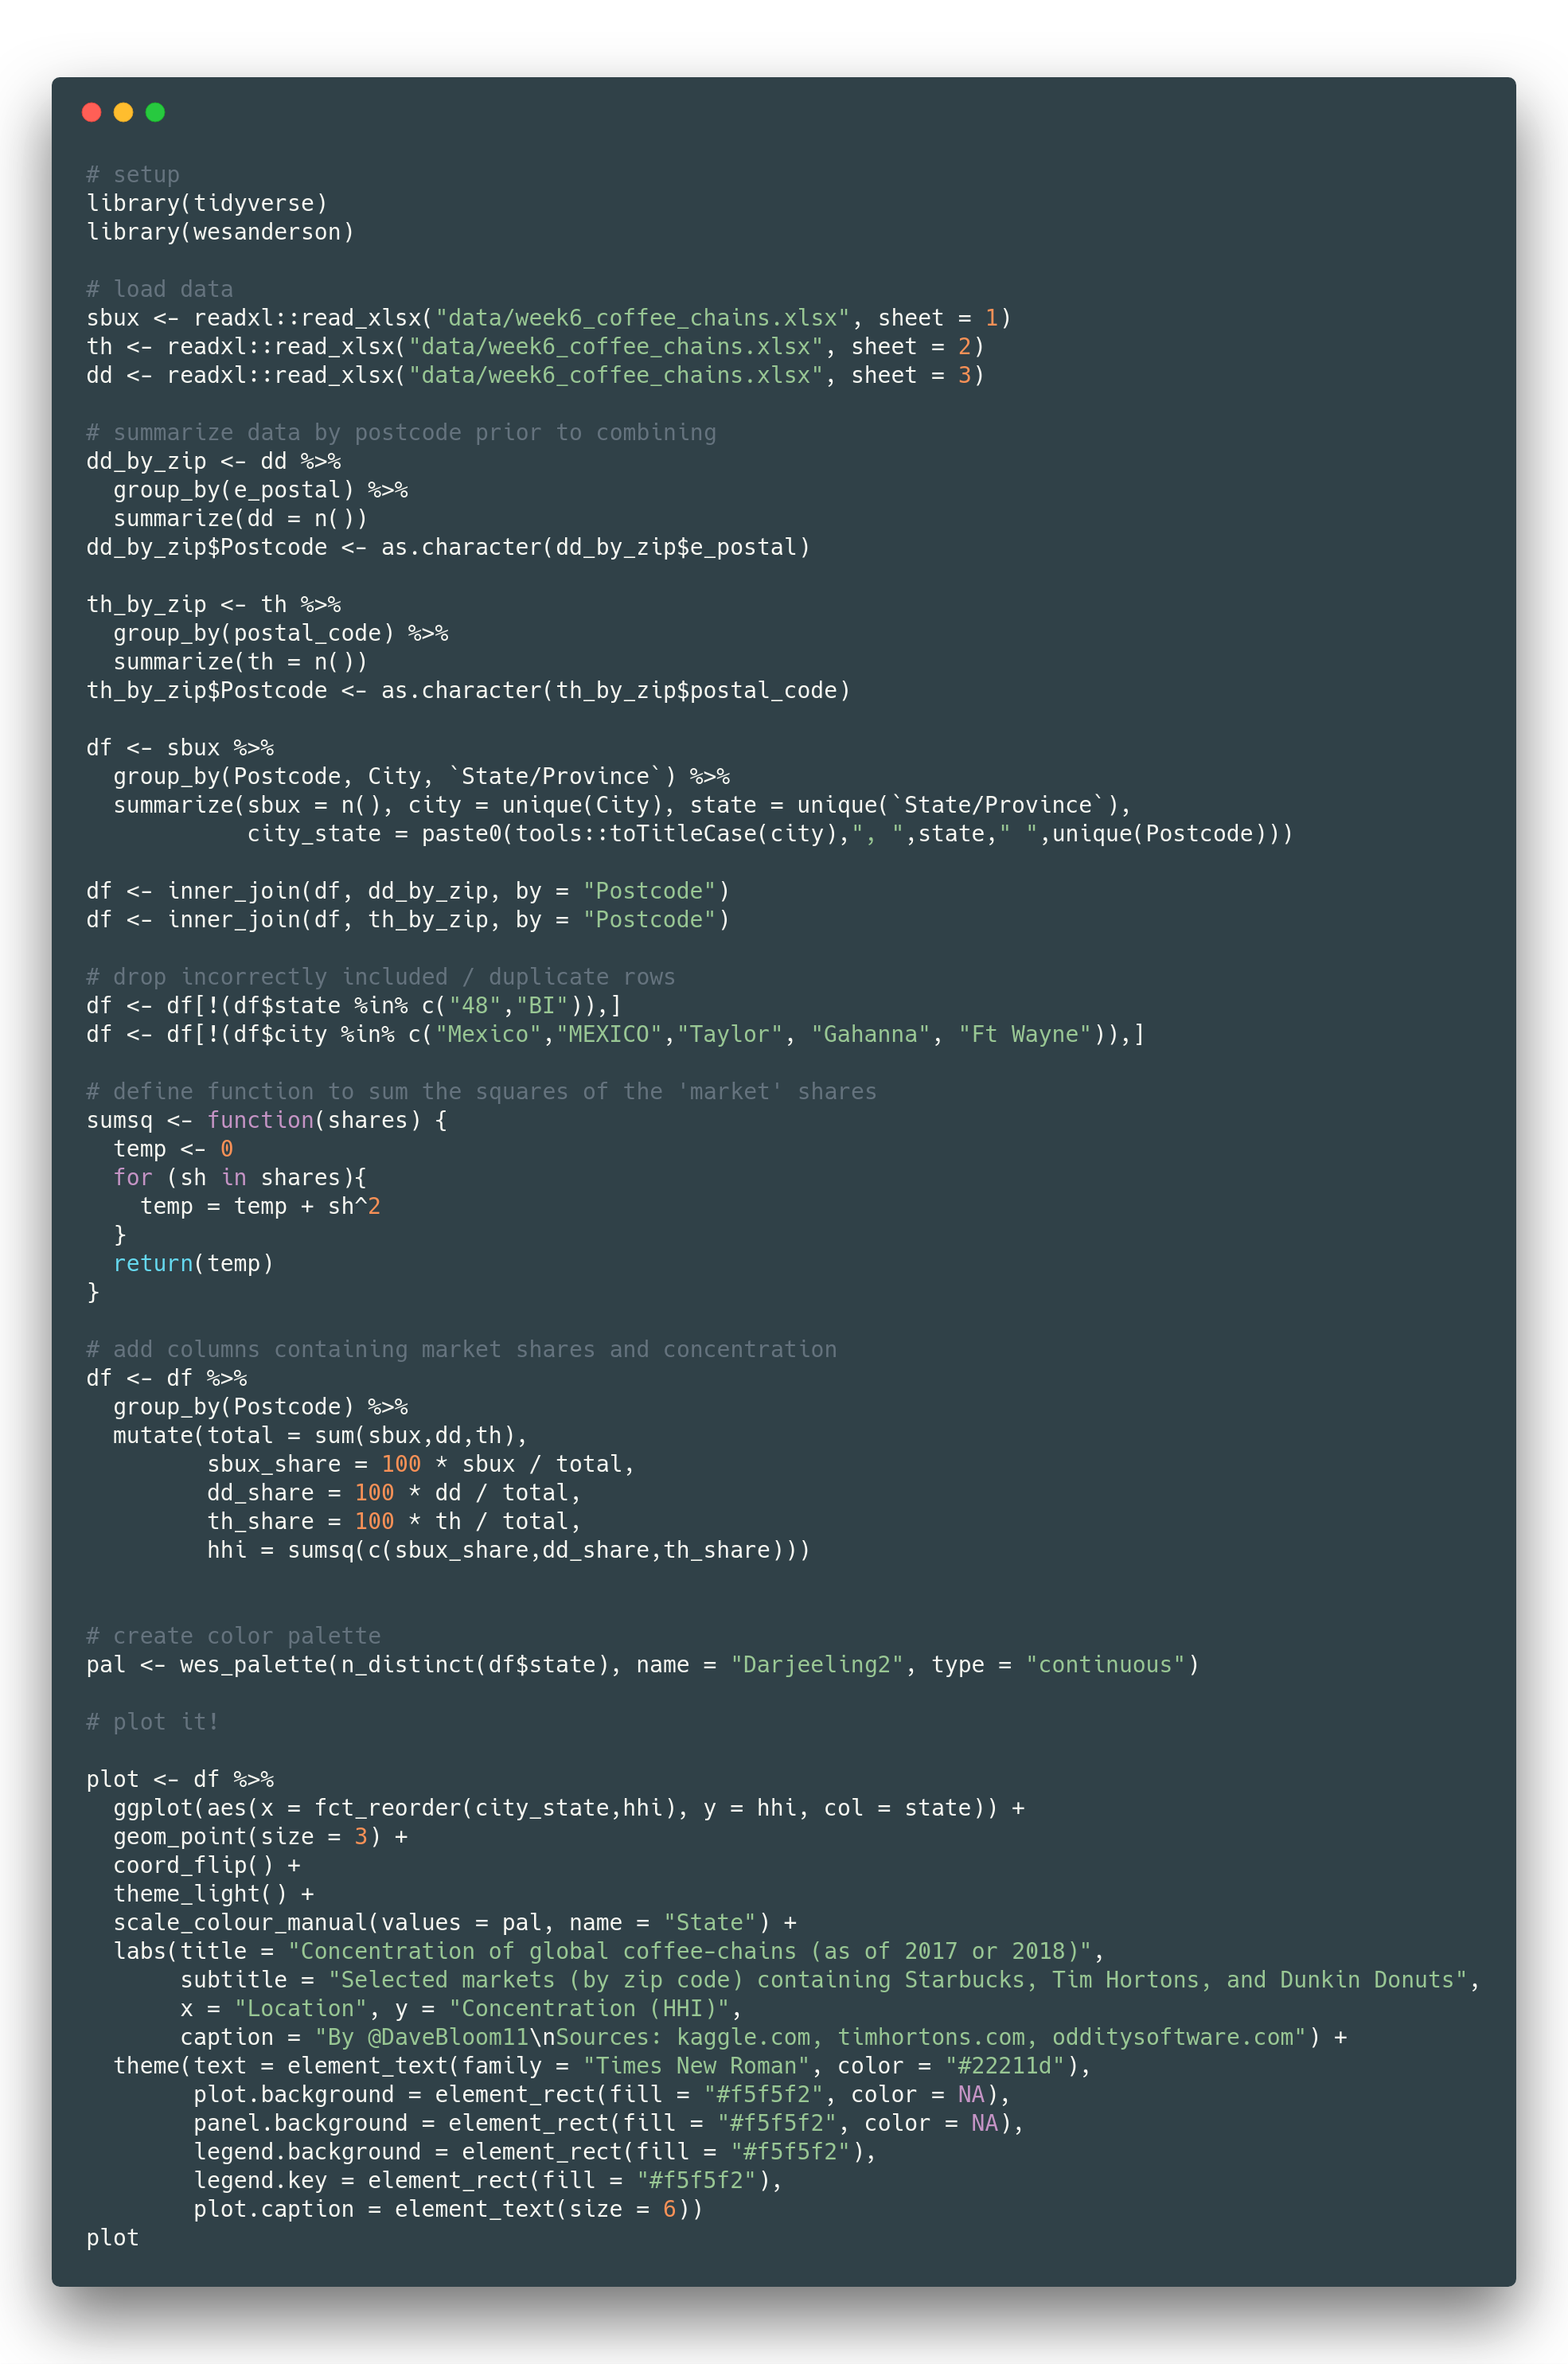 # setup
library(tidyverse)
library(wesanderson)

# load data
sbux <- readxl::read_xlsx("data/week6_coffee_chains.xlsx", sheet = 1)
th <- readxl::read_xlsx("data/week6_coffee_chains.xlsx", sheet = 2)
dd <- readxl::read_xlsx("data/week6_coffee_chains.xlsx", sheet = 3)

# summarize data by postcode prior to combining
dd_by_zip <- dd %>%
  group_by(e_postal) %>%
  summarize(dd = n())
dd_by_zip$Postcode <- as.character(dd_by_zip$e_postal)

th_by_zip <- th %>%
  group_by(postal_code) %>%
  summarize(th = n())
th_by_zip$Postcode <- as.character(th_by_zip$postal_code)

df <- sbux %>%
  group_by(Postcode, City, `State/Province`) %>%
  summarize(sbux = n(), city = unique(City), state = unique(`State/Province`),
            city_state = paste0(tools::toTitleCase(city),", ",state," ",unique(Postcode)))

df <- inner_join(df, dd_by_zip, by = "Postcode")
df <- inner_join(df, th_by_zip, by = "Postcode")

# drop incorrectly included / duplicate rows
df <- df[!(df$state %in% c("48","BI")),]
df <- df[!(df$city %in% c("Mexico","MEXICO","Taylor", "Gahanna", "Ft Wayne")),]

# define function to sum the squares of the 'market' shares
sumsq <- function(shares) {
  temp <- 0
  for (sh in shares){
    temp = temp + sh^2
  }
  return(temp)
}

# add columns containing market shares and concentration
df <- df %>%
  group_by(Postcode) %>%
  mutate(total = sum(sbux,dd,th),
         sbux_share = 100 * sbux / total,
         dd_share = 100 * dd / total,
         th_share = 100 * th / total,
         hhi = sumsq(c(sbux_share,dd_share,th_share)))


# create color palette
pal <- wes_palette(n_distinct(df$state), name = "Darjeeling2", type = "continuous")

# plot it!

plot <- df %>%
  ggplot(aes(x = fct_reorder(city_state,hhi), y = hhi, col = state)) +
  geom_point(size = 3) +
  coord_flip() +
  theme_light() +
  scale_colour_manual(values = pal, name = "State") +
  labs(title = "Concentration of global coffee-chains (as of 2017 or 2018)",
       subtitle = "Selected markets (by zip code) containing Starbucks, Tim Hortons, and Dunkin Donuts",
       x = "Location", y = "Concentration (HHI)",
       caption = "By @DaveBloom11\nSources: kaggle.com, timhortons.com, odditysoftware.com") +
  theme(text = element_text(family = "Times New Roman", color = "#22211d"),
        plot.background = element_rect(fill = "#f5f5f2", color = NA),
        panel.background = element_rect(fill = "#f5f5f2", color = NA),
        legend.background = element_rect(fill = "#f5f5f2"),
        legend.key = element_rect(fill = "#f5f5f2"),
        plot.caption = element_text(size = 6))
plot